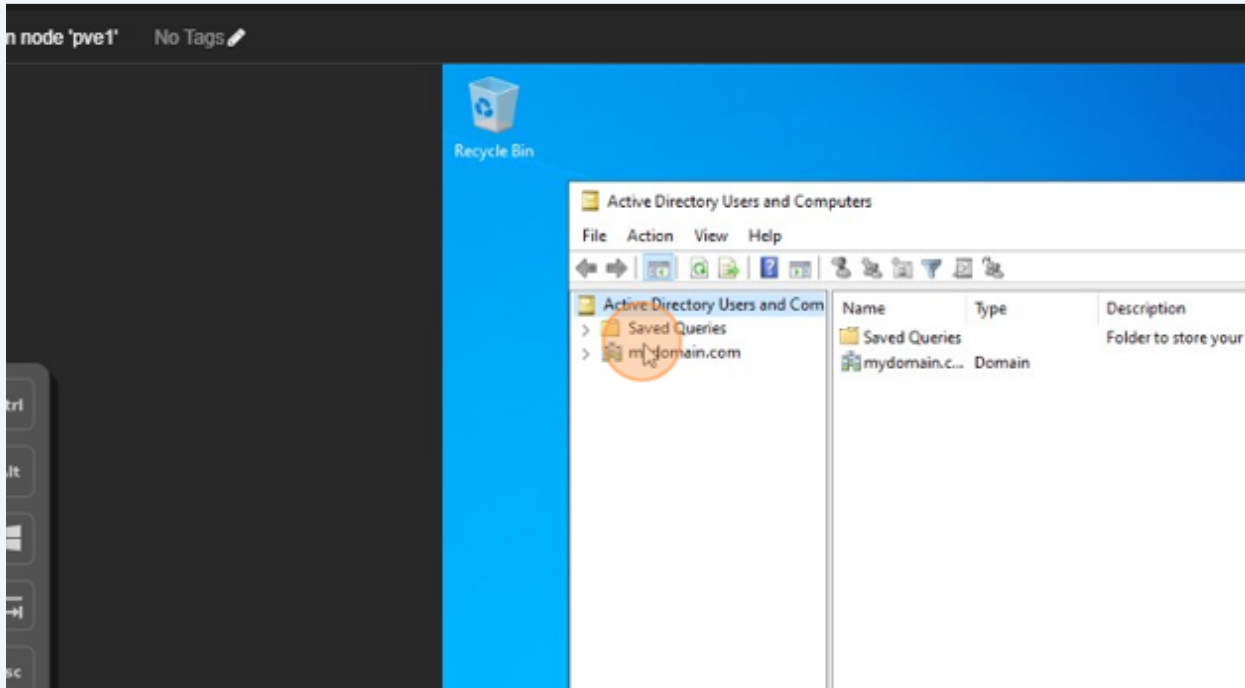 n node 'pve1' No Tags
Recycle Bin
Active Directory Users and Computers
File Action View Help
Active Directory Users and Com
Saved Queries
mydomain.com
Name Type Description
Saved Queries Folder to store your
mydomain.c... Domain
trl
lt
sc